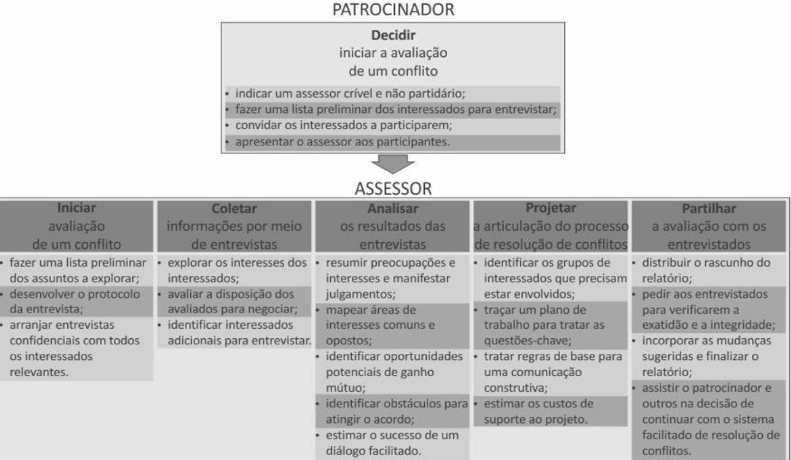 PATROCINADOR
Decidir
iniciar a avaliação
de um conflito
• indicar um assessor crível e não partidário;
• fazer uma lista preliminar dos interessados para entrevistar;
• convidar os interessados a participarem;
• apresentar o assessor aos participantes.
ASSESSOR
Iniciar
avaliação
de um conflito
• fazer uma lista preliminar
dos assuntos a explorar;
• desenvolver o protocolo
da entrevista;
• arranjar entrevistas
confidenciais com todos
os interessados
relevantes.
Coletar
informações por meio
de entrevistas
• explorar os interesses dos
interessados;
• avaliar a disposição dos
avaliados para negociar;
• identificar interessados
adicionais para entrevistar.
Analisar
os resultados das
entrevistas
• resumir preocupações e
interesses e manifestar
julgamentos;
• mapear áreas de
interesses comuns e
opostos;
• identificar oportunidades
potenciais de ganho
mútuo;
• identificar obstáculos para
atingir o acordo;
• estimar o sucesso de um
diálogo facilitado.
Projetar
a articulação do processo
de resolução de conflitos
• identificar os grupos de
interessados que precisam
estar envolvidos;
• traçar um plano de
trabalho para tratar as
questões-chave;
• tratar regras de base para
uma comunicação
construtiva;
• estimar os custos de
suporte ao projeto.
Partilhar
a avaliação com os
entrevistados
• distribuir o rascunho do
relatório;
• pedir aos entrevistados
para verificarem a
exatidão e a integridade;
• incorporar as mudanças
sugeridas e finalizar o
relatório;
• assistir o patrocinador e
outros na decisão de
continuar com o sistema
facilitado de resolução de
conflitos.